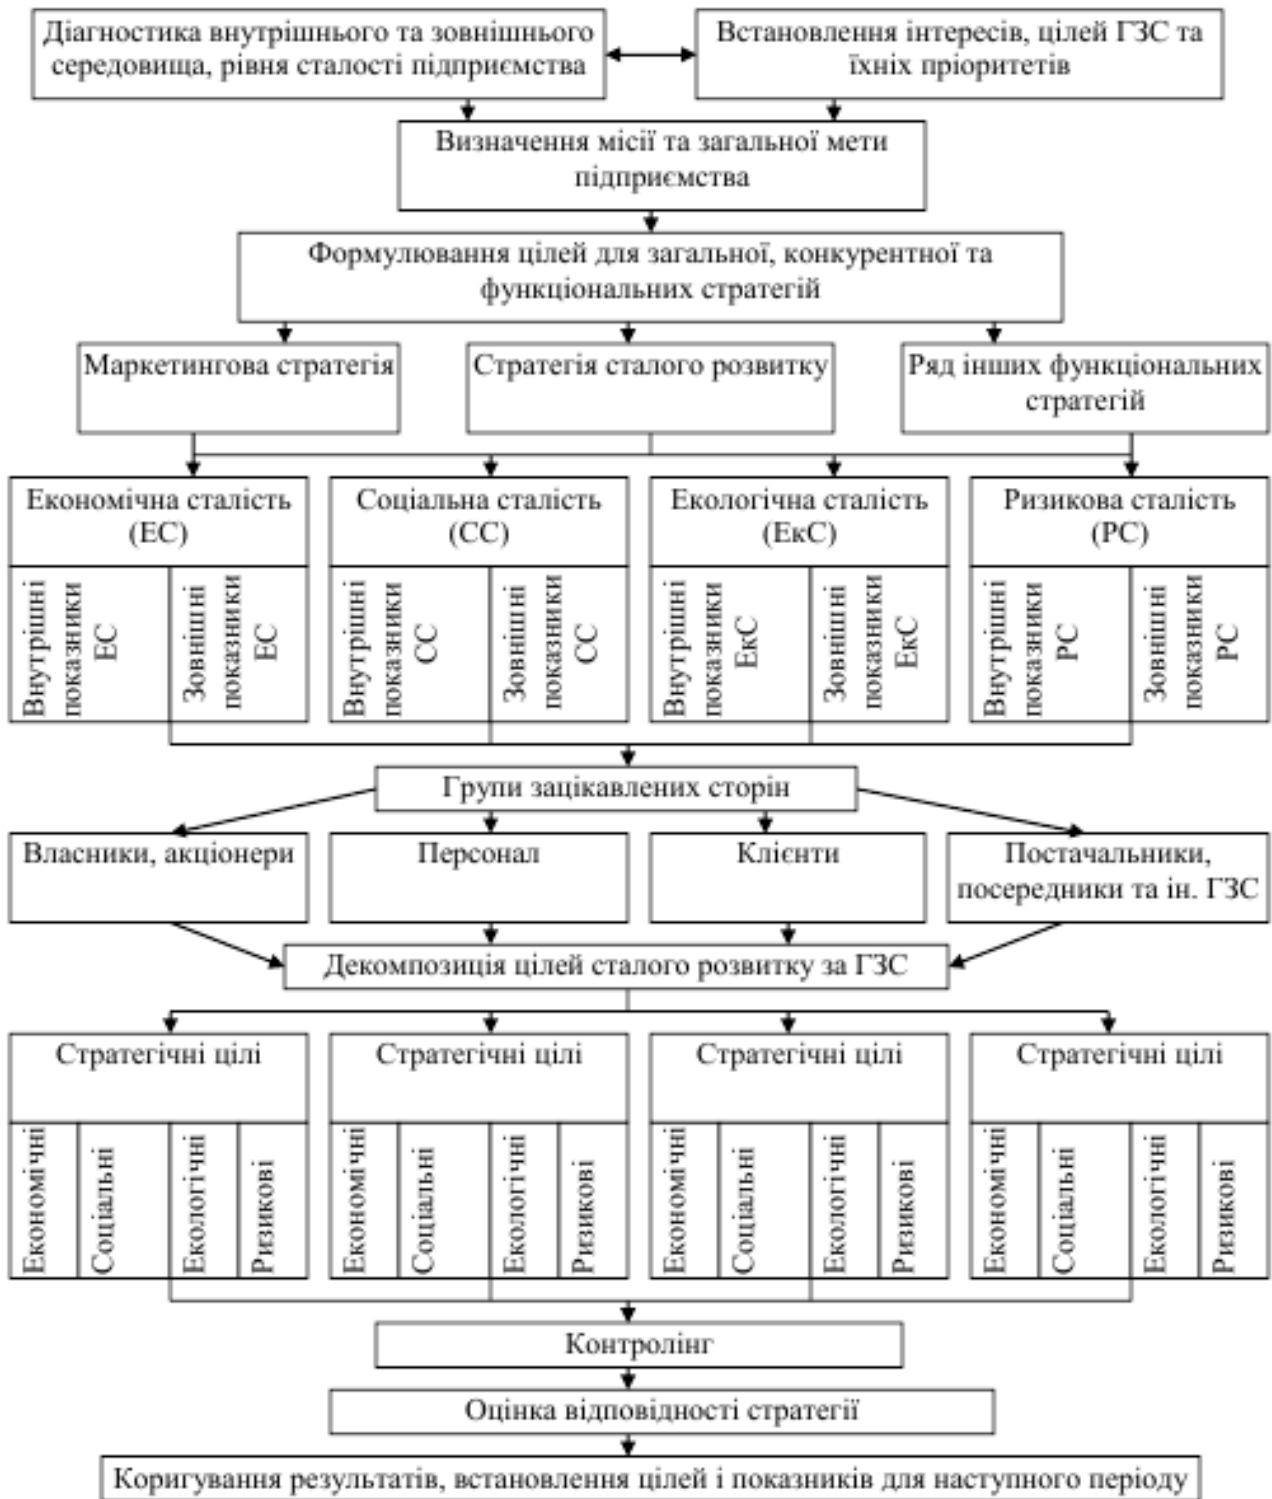 Діагностика внутрішнього та зовнішнього
середовища, рівня сталості підприємства
Встановлення інтересів, цілей ГЗС та
їхніх пріоритетів
Визначення місії та загальної мети
підприємства
Формулювання цілей для загальної, конкурентної та
функціональних стратегій
Маркетингова стратегія
Стратегія сталого розвитку
Ряд інших функціональних
стратегій
Економічна сталість
(ЕС)
Соціальна сталість
(СС)
Екологічна сталість
(ЕкС)
Ризикова сталість
(РС)
Внутрішні
показники
ЕС
Зовнішні
показники
ЕС
Внутрішні
показники
СС
Зовнішні
показники
СС
Внутрішні
показники
ЕкС
Зовнішні
показники
ЕкС
Внутрішні
показники
РС
Зовнішні
показники
РС
Групи зацікавлених сторін
Власники, акціонери
Персонал
Клієнти
Постачальники,
посередники та ін. ГЗС
Декомпозиція цілей сталого розвитку за ГЗС
Стратегічні цілі
Стратегічні цілі
Стратегічні цілі
Стратегічні цілі
Економічні
Соціальні
Екологічні
Ризикові
Економічні
Соціальні
Екологічні
Ризикові
Економічні
Соціальні
Екологічні
Ризикові
Економічні
Соціальні
Екологічні
Ризикові
Контролінг
Оцінка відповідності стратегії
Коригування результатів, встановлення цілей і показників для наступного періоду